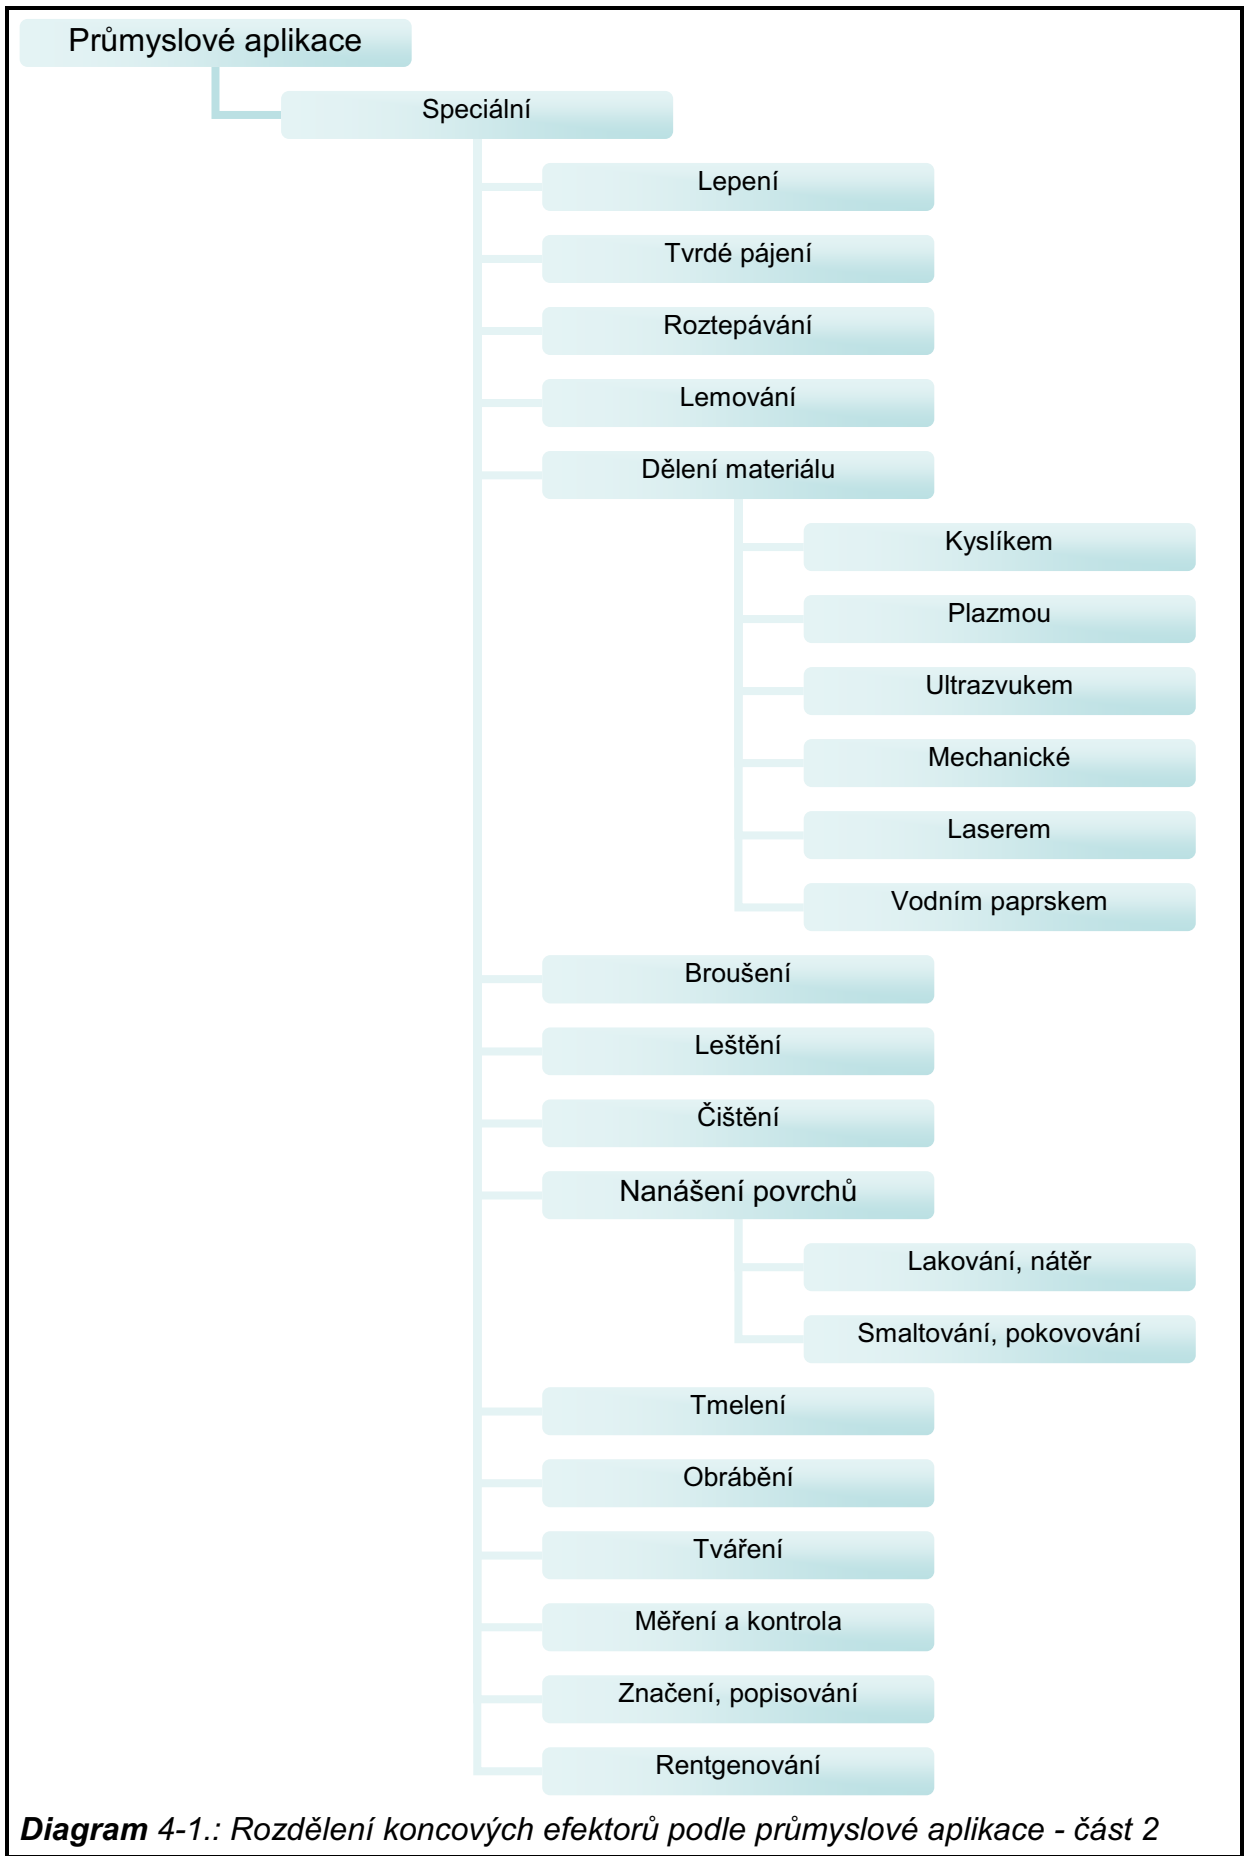 Průmyslové aplikace
Speciální
Lepení
Tvrdé pájení
Roztepávání
Lemování
Dělení materiálu
Kyslíkem
Plazmou
Ultrazvukem
Mechanické
Laserem
Vodním paprskem
Broušení
Leštění
Čištění
Nanášení povrchů
Lakování, nátěr
Smaltování, pokovování
Tmelení
Obrábění
Tváření
Měření a kontrola
Značení, popisování
Rentgenování
Diagram 4-1.: Rozdělení koncových efektorů podle průmyslové aplikace - část 2